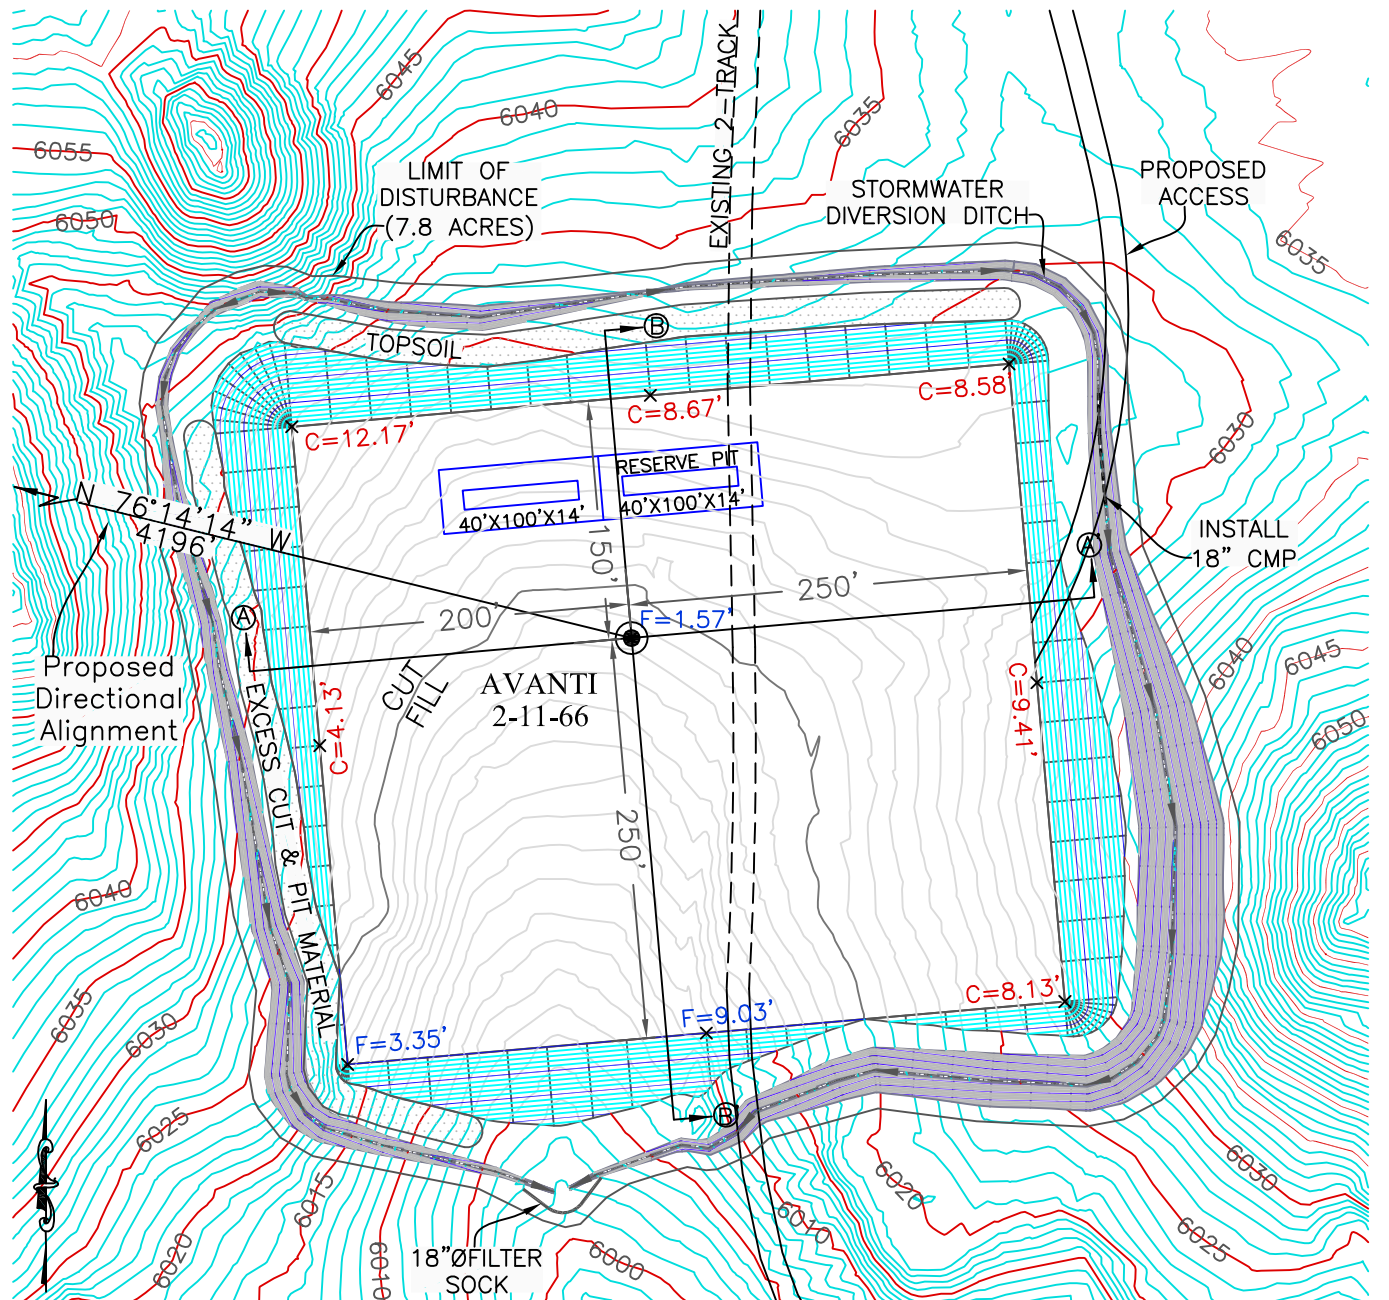 6045
6040
6035
6055
6050
LIMIT OF
DISTURBANCE
(7.8 ACRES)
EXISTING 2-TRACK
STORMWATER
DIVERSION DITCH
PROPOSED
ACCESS
6035
B
TOPSOIL
C=12.17'
C=8.67'
C=8.58'
6030
RESERVE PIT
40'X100'X14'
40'X100'X14'
N 76°14'14" W
4196'
150'
INSTALL
18" CMP
A'
A
200'
250'
F=1.57'
Proposed
Directional
Alignment
CUT
FILL
AVANTI
2-11-66
C=4.13'
C=9.41'
6040
6045
6050
EXCESS CUT & PIT MATERIAL
250'
6040
C=8.13'
F=9.03'
F=3.35'
6035
6030
6025
B'
6015
6020
6010
6020
6010
6030
6025
6000
18"ØFILTER
SOCK